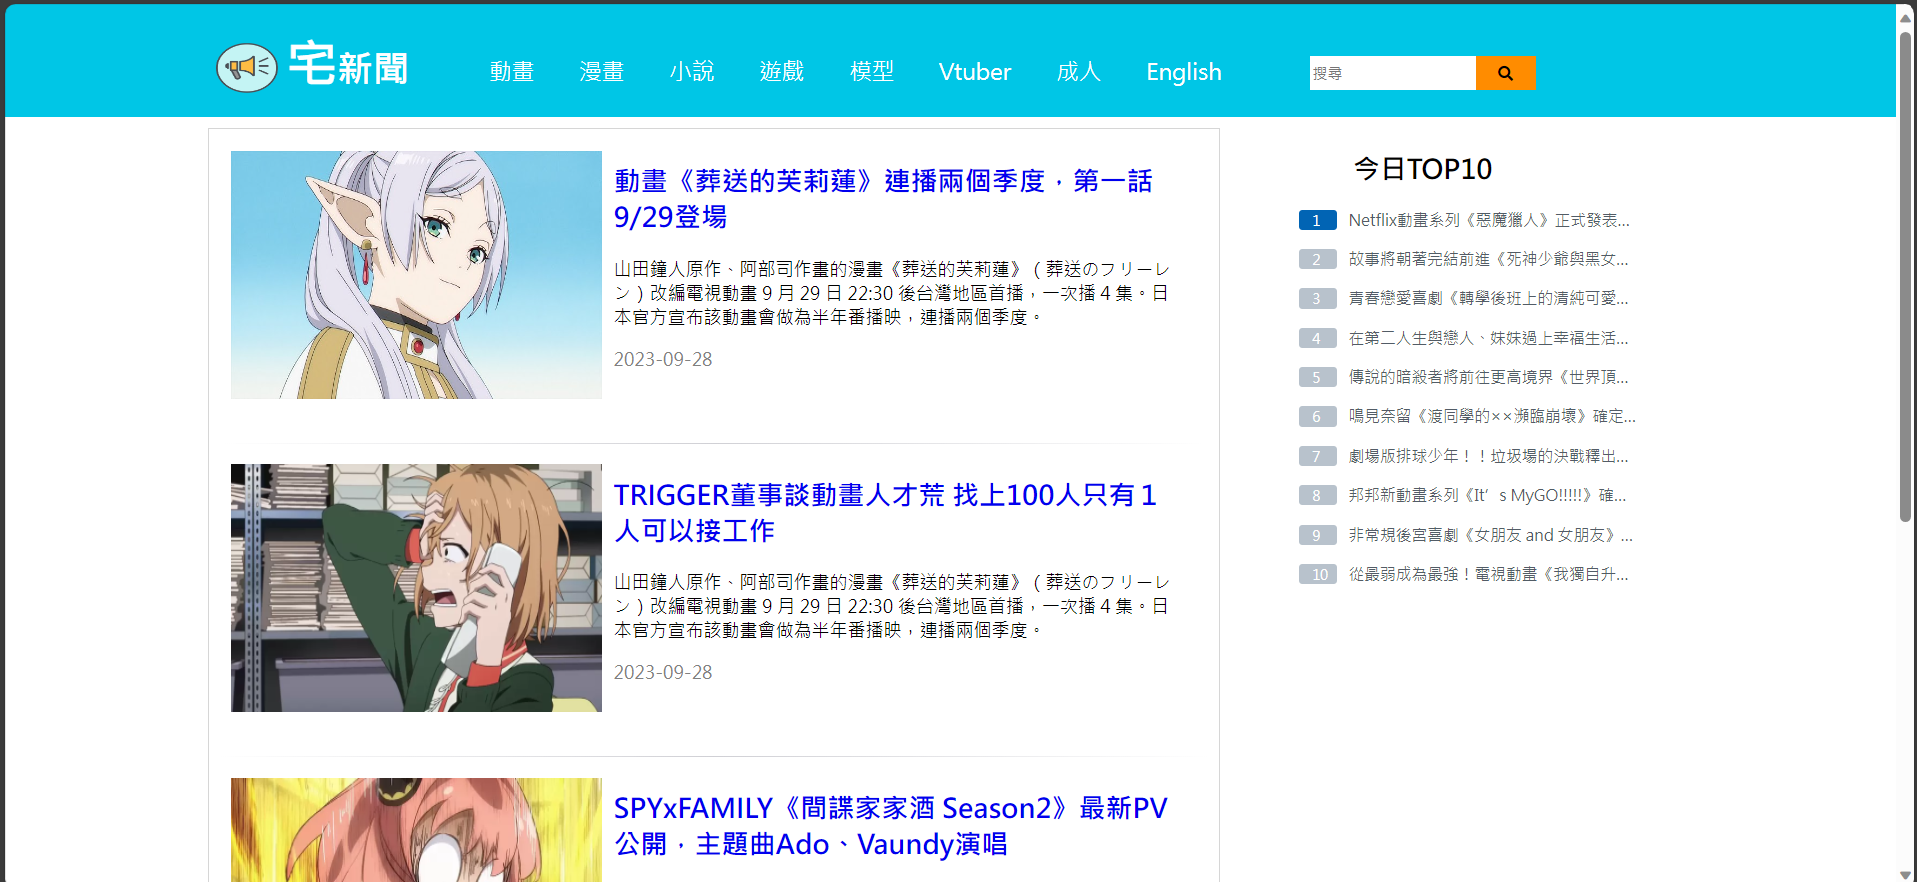 宅新聞
動畫 漫畫 小說 遊戲 模型 Vtuber 成人 English
搜尋
動畫《葬送的芙莉蓮》連播兩個季度，第一話
9/29登場
山田鐘人原作、阿部司作畫的漫畫《葬送的芙莉蓮》（葬送のフリーレ
ン）改編電視動畫 9 月 29 日 22:30 後台灣地區首播，一次播 4 集。日
本官方宣布該動畫會做為半年番播映，連播兩個季度。
2023-09-28
TRIGGER董事談動畫人才荒 找上100人只有１
人可以接工作
山田鐘人原作、阿部司作畫的漫畫《葬送的芙莉蓮》（葬送のフリーレ
ン）改編電視動畫 9 月 29 日 22:30 後台灣地區首播，一次播 4 集。日
本官方宣布該動畫會做為半年番播映，連播兩個季度。
2023-09-28
SPYxFAMILY《間諜家家酒 Season2》最新PV
公開，主題曲Ado、Vaundy演唱
今日TOP10
1 Netflix動畫系列《惡魔獵人》正式發表...
2 故事將朝著完結前進《死神少爺與黑女...
3 青春戀愛喜劇《轉學後班上的清純可愛...
4 在第二人生與戀人、妹妹過上幸福生活...
5 傳說的暗殺者將前往更高境界《世界頂...
6 鳴見奈留《渡同學的××瀕臨崩壞》確定...
7 劇場版排球少年！！垃圾場的決戰釋出...
8 邦邦新動畫系列《It’s MyGO!!!!!》確...
9 非常規後宮喜劇《女朋友 and 女朋友》...
10 從最弱成為最強！電視動畫《我獨自升...